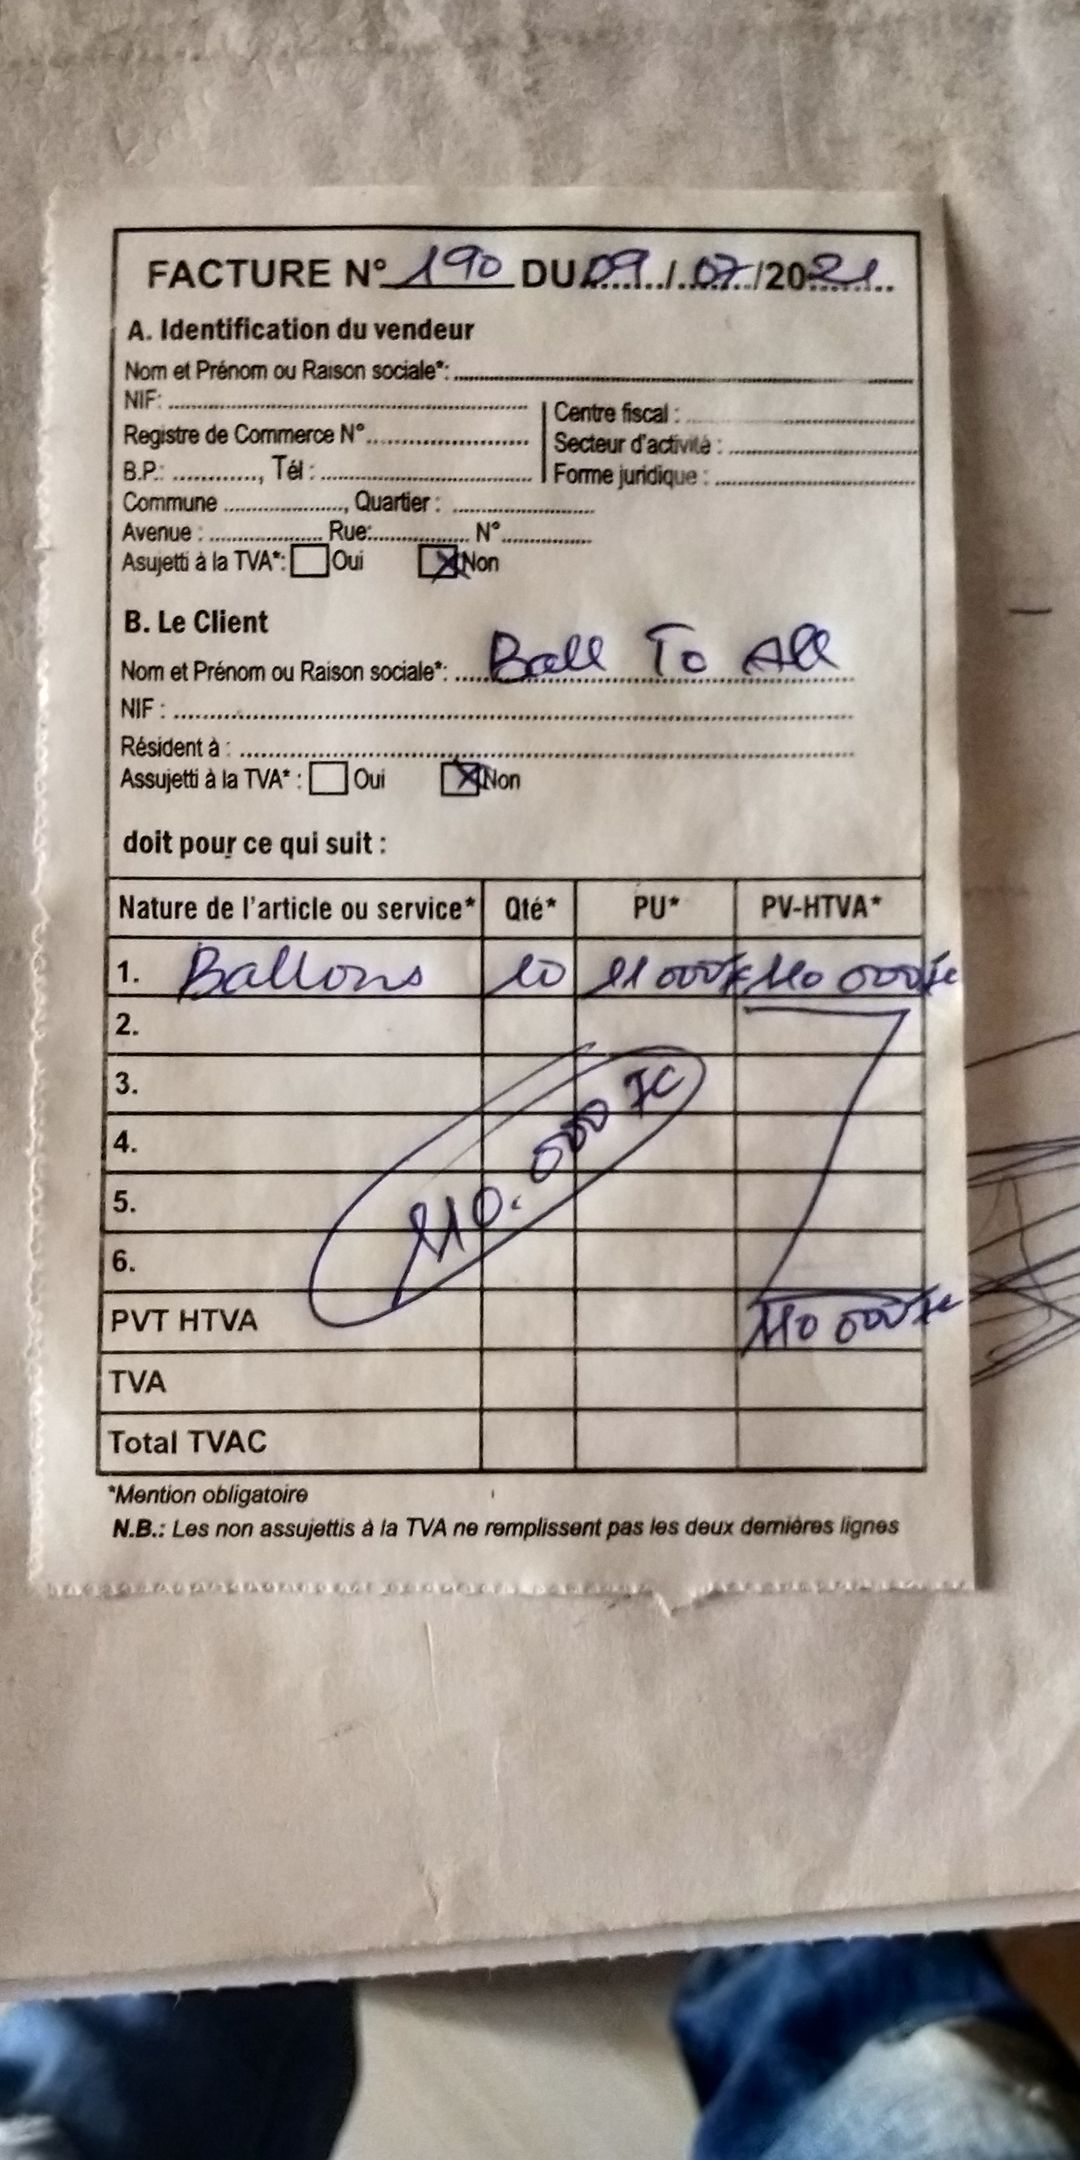 FACTURE N° 190 DU 09 / 07 / 2021
A. Identification du vendeur
Nom et Prénom ou Raison sociale*:
NIF:
Centre fiscal :
Registre de Commerce N°
Secteur d'activité :
B.P.: , Tél :
Forme juridique :
Commune , Quartier :
Avenue : Rue: N°
Asujetti à la TVA*: Oui Non
B. Le Client
Nom et Prénom ou Raison sociale*: Ball To All
NIF :
Résident à :
Assujetti à la TVA* : Oui Non
doit pour ce qui suit :
Nature de l'article ou service* Qté* PU* PV-HTVA*
1. Ballons 10 11 000 Fc 110 000 Fc
2.
3.
4.
5.
6.
110.000 FC
PVT HTVA 110 000 Fc
TVA
Total TVAC
*Mention obligatoire
N.B.: Les non assujettis à la TVA ne remplissent pas les deux dernières lignes